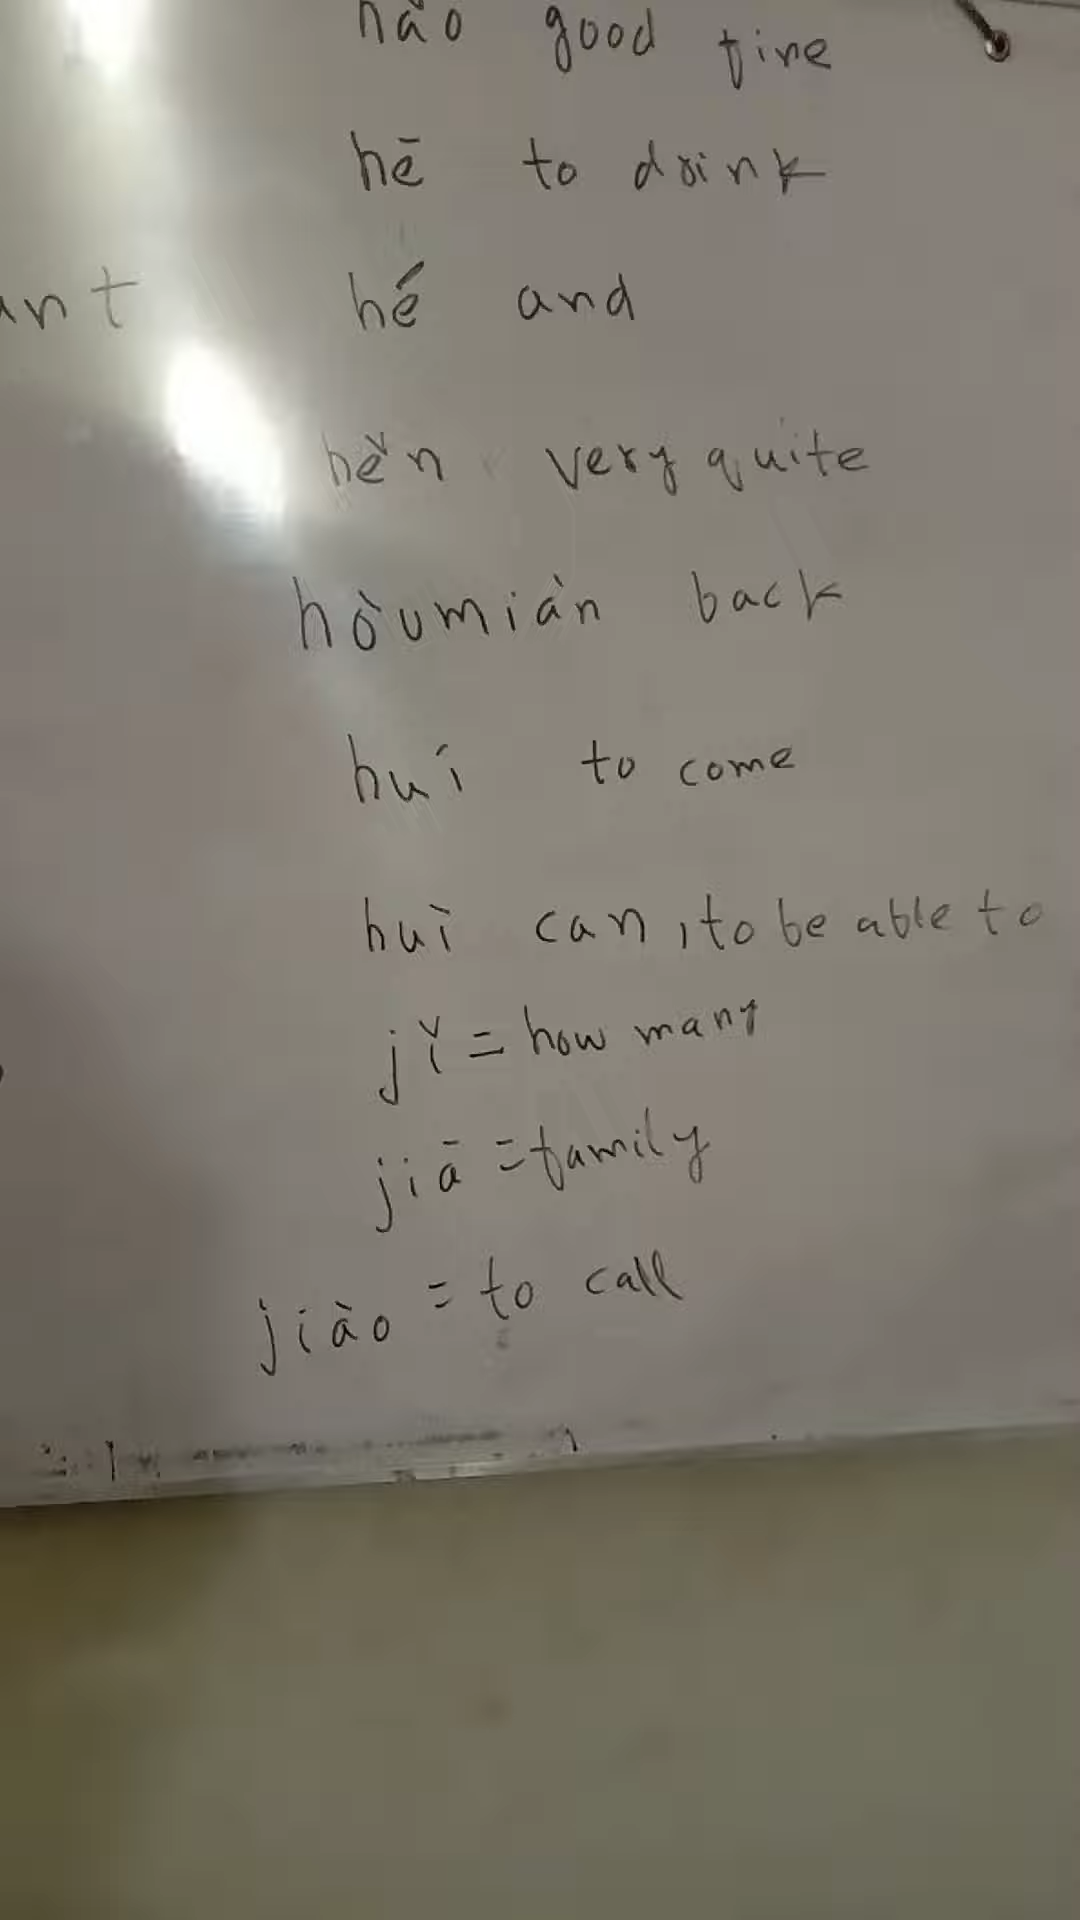 hǎo good fine
hē to drink
hé and
hěn very quite
hòumiàn back
huí to come
huì can, to be able to
jǐ = how many
jiā = family
jiào = to call